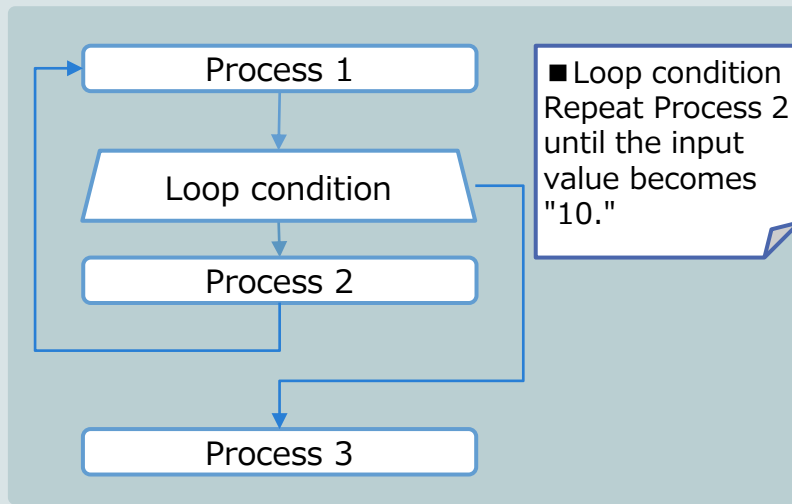 Process 1
Loop condition
Process 2
Process 3
■Loop condition
Repeat Process 2
until the input
value becomes
"10."